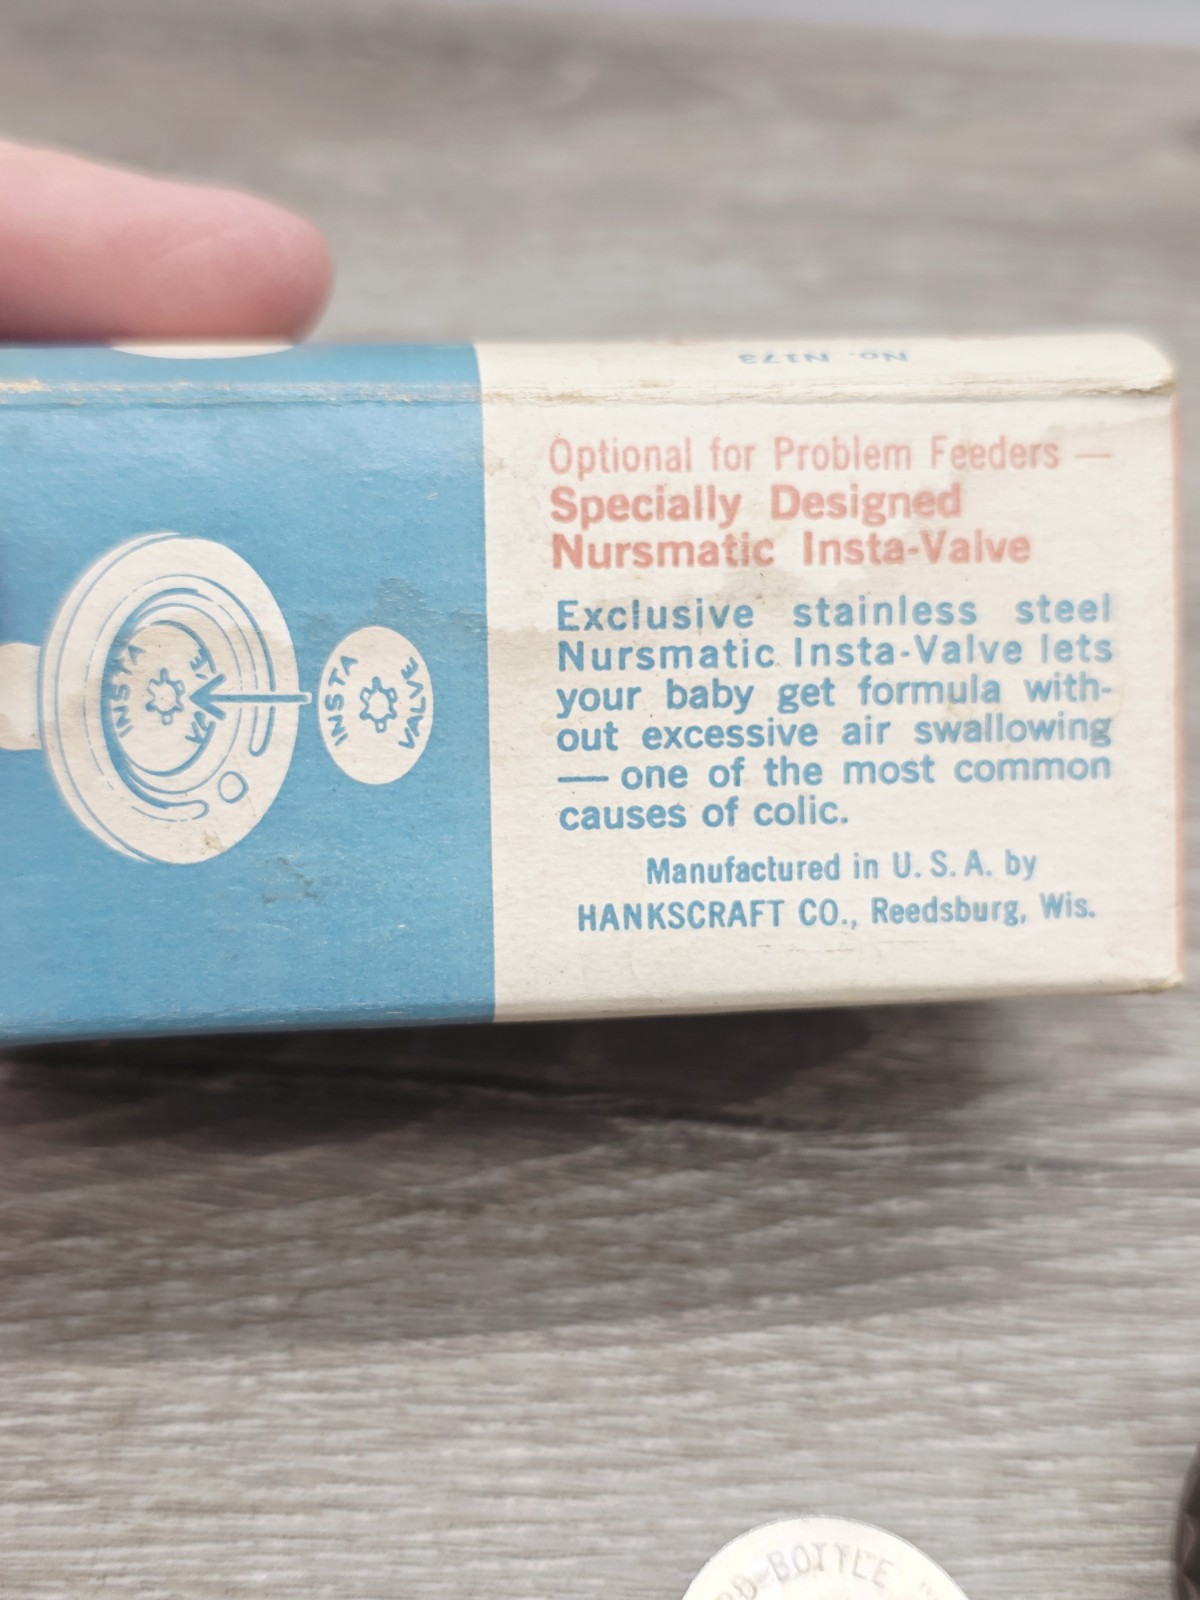 No. N173
Optional for Problem Feeders —
Specially Designed
Nursmatic Insta-Valve
Exclusive stainless steel
Nursmatic Insta-Valve lets
your baby get formula with-
out excessive air swallowing
— one of the most common
causes of colic.
Manufactured in U. S. A. by
HANKSCRAFT CO., Reedsburg, Wis.
INSTA VALVE
INSTA VALVE
BOTTLE